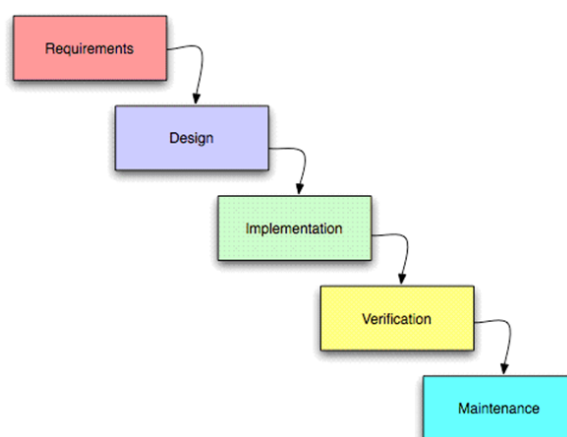 Requirements
Design
Implementation
Verification
Maintenance